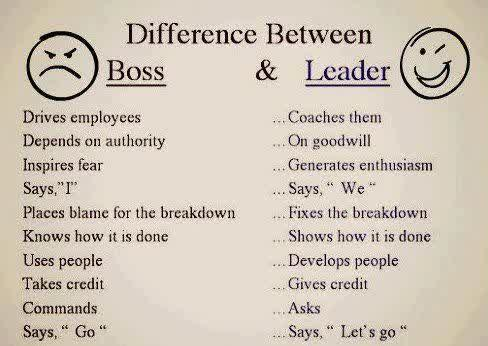 Difference Between
Boss & Leader
Drives employees ...Coaches them
Depends on authority ...On goodwill
Inspires fear ...Generates enthusiasm
Says,"I" ...Says, " We "
Places blame for the breakdown ...Fixes the breakdown
Knows how it is done ...Shows how it is done
Uses people ...Develops people
Takes credit ...Gives credit
Commands ...Asks
Says, " Go " ...Says, " Let's go "